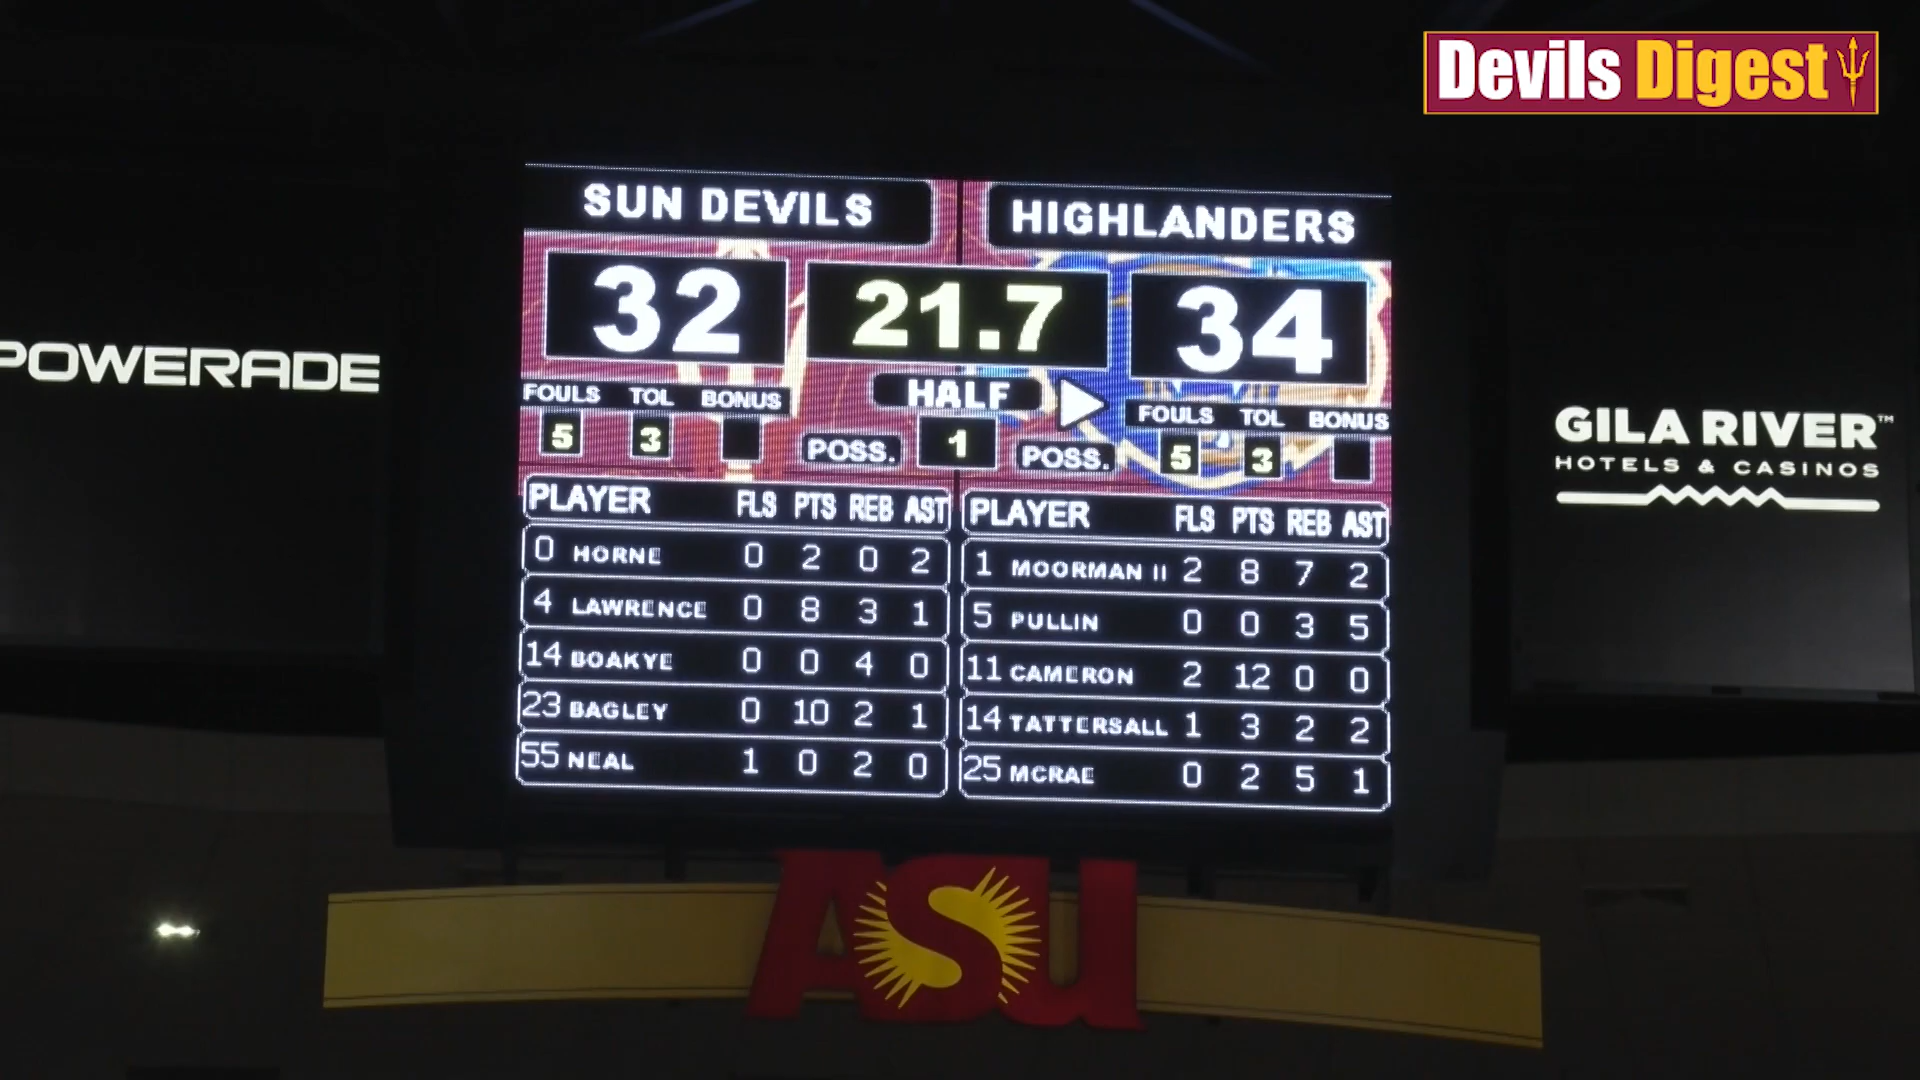 Devils Digest
SUN DEVILS
HIGHLANDERS
32
21.7
34
FOULS TOL BONUS
HALF
FOULS TOL BONUS
5 3
POSS. 1 POSS.
5 3
PLAYER FLS PTS REB AST
0 HORNE 0 2 0 2
4 LAWRENCE 0 8 3 1
14 BOAKYE 0 0 4 0
23 BAGLEY 0 10 2 1
55 NEAL 1 0 2 0
PLAYER FLS PTS REB AST
1 MOORMAN II 2 8 7 2
5 PULLIN 0 0 3 5
11 CAMERON 2 12 0 0
14 TATTERSALL 1 3 2 2
25 MCRAE 0 2 5 1
POWERADE
GILA RIVER™
HOTELS & CASINOS
ASU